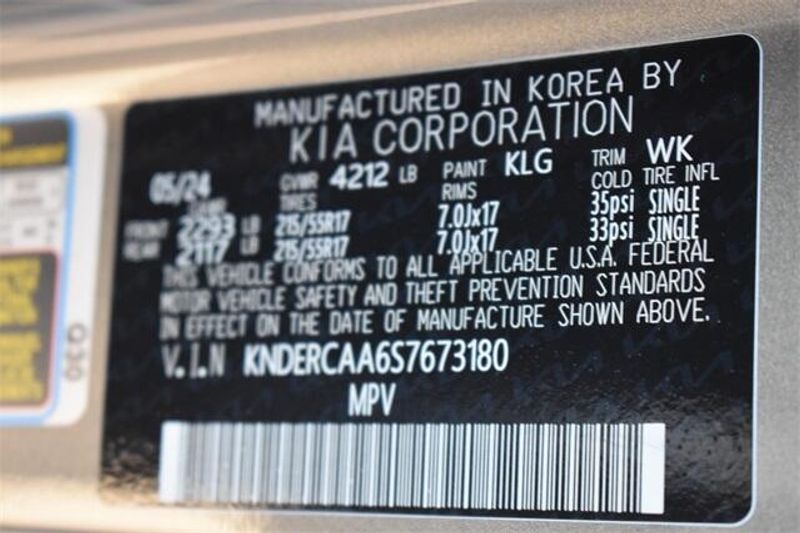 MANUFACTURED IN KOREA BY
KIA CORPORATION
05/24 GVWR 4212 LB PAINT KLG TRIM WK
GAWR TIRES RIMS COLD TIRE INFL
FRONT 2293 LB 215/55R17 7.0Jx17 35psi SINGLE
REAR 2117 LB 215/55R17 7.0Jx17 33psi SINGLE
THIS VEHICLE CONFORMS TO ALL APPLICABLE U.S.A. FEDERAL
MOTOR VEHICLE SAFETY AND THEFT PREVENTION STANDARDS
IN EFFECT ON THE DATE OF MANUFACTURE SHOWN ABOVE.
V.I.N KNDERCAA6S7673180
MPV